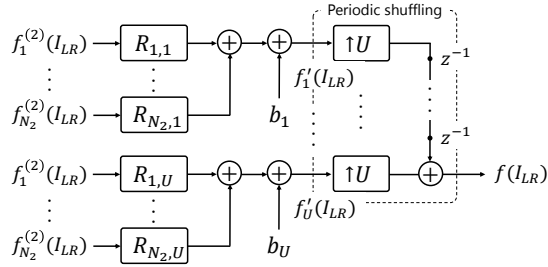 Periodic shuffling
f_1^{(2)}(I_{LR}) R_{1,1} + + ↑U
f_1'(I_{LR}) z^{-1}
f_{N_2}^{(2)}(I_{LR}) R_{N_2,1} b_1
z^{-1}
f_1^{(2)}(I_{LR}) R_{1,U} + + ↑U + f(I_{LR})
f_U'(I_{LR})
f_{N_2}^{(2)}(I_{LR}) R_{N_2,U} b_U